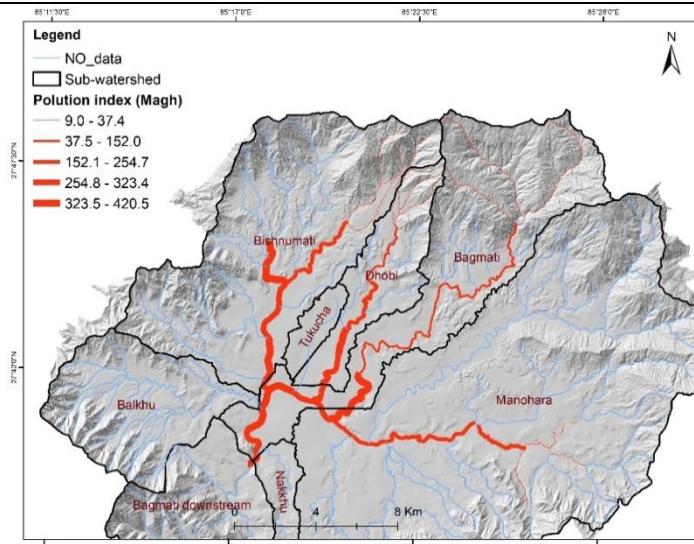 85°11'30"E 85°17'0"E 85°22'30"E 85°28'0"E
Legend
NO_data
Sub-watershed
Polution index (Magh)
9.0 - 37.4
37.5 - 152.0
152.1 - 254.7
254.8 - 323.4
323.5 - 420.5
N
27°47'30"N
27°42'0"N
Bishnumati
Dhobi
Bagmati
Tukucha
Balkhu
Manohara
Nakkhu
Bagmati downstream
0 4 8 Km